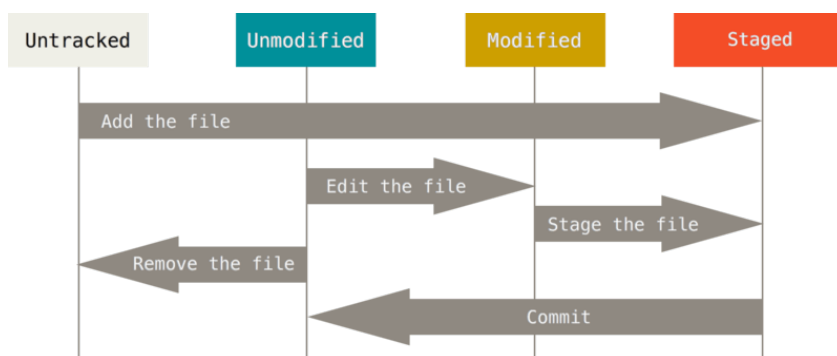 Untracked
Unmodified
Modified
Staged
Add the file
Edit the file
Stage the file
Remove the file
Commit